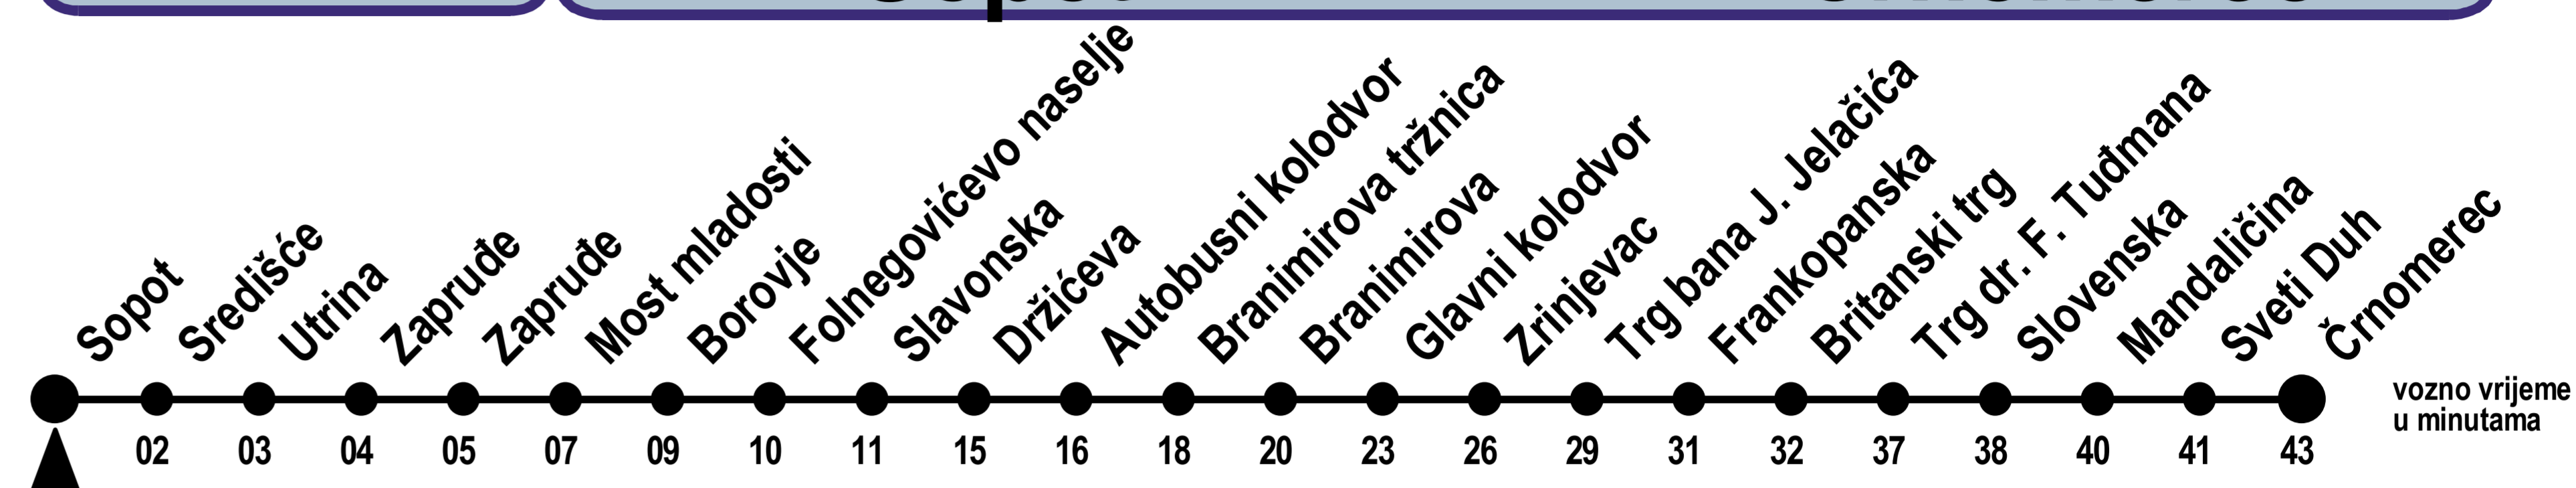 Sopot
Središće
Utrina
Zapruđe
Zapruđe
Most mladosti
Borovje
Folnegovićevo naselje
Slavonska
Držićeva
Autobusni kolodvor
Branimirova tržnica
Branimirova
Glavni kolodvor
Zrinjevac
Trg bana J. Jelačića
Frankopanska
Britanski trg
Trg dr. F. Tuđmana
Slovenska
Mandaličina
Sveti Duh
Črnomerec
vozno vrijeme
u minutama
02 03 04 05 07 09 10 11 15 16 18 20 23 26 29 31 32 37 38 40 41 43